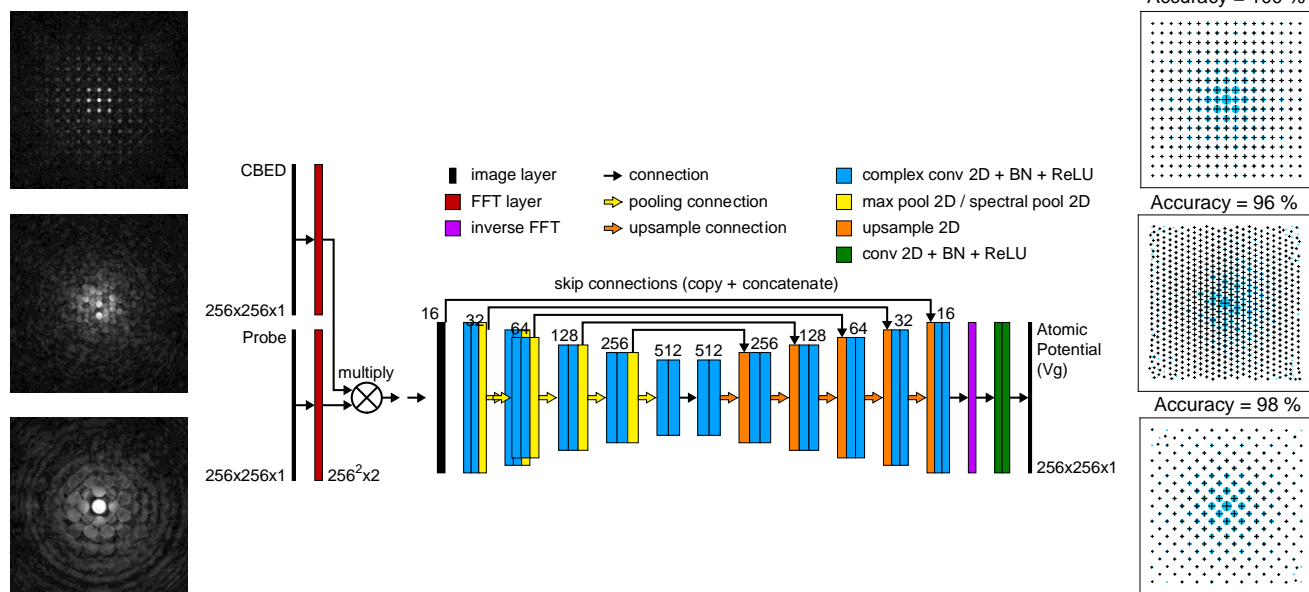 Accuracy = 100 %
CBED
image layer
connection
complex conv 2D + BN + ReLU
FFT layer
pooling connection
max pool 2D / spectral pool 2D
inverse FFT
upsample connection
upsample 2D
conv 2D + BN + ReLU
Accuracy = 96 %
skip connections (copy + concatenate)
256x256x1
Probe
16
32
64
128
256
512
512
256
128
64
32
16
multiply
Atomic
Potential
(Vg)
Accuracy = 98 %
256x256x1
256²x2
256x256x1